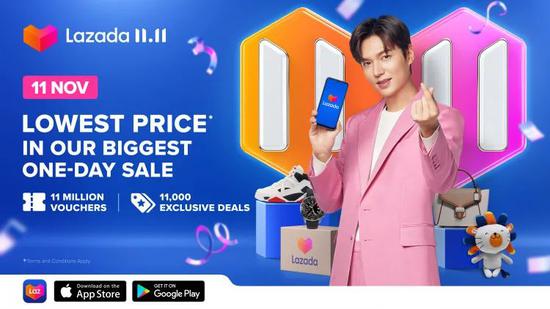 Lazada 11.11
11 NOV
LOWEST PRICE*
IN OUR BIGGEST
ONE-DAY SALE
11 MILLION
VOUCHERS
11,000
EXCLUSIVE DEALS
Lazada
Lazada
*Terms and Conditions Apply
Laz
Download on the
App Store
GET IT ON
Google Play